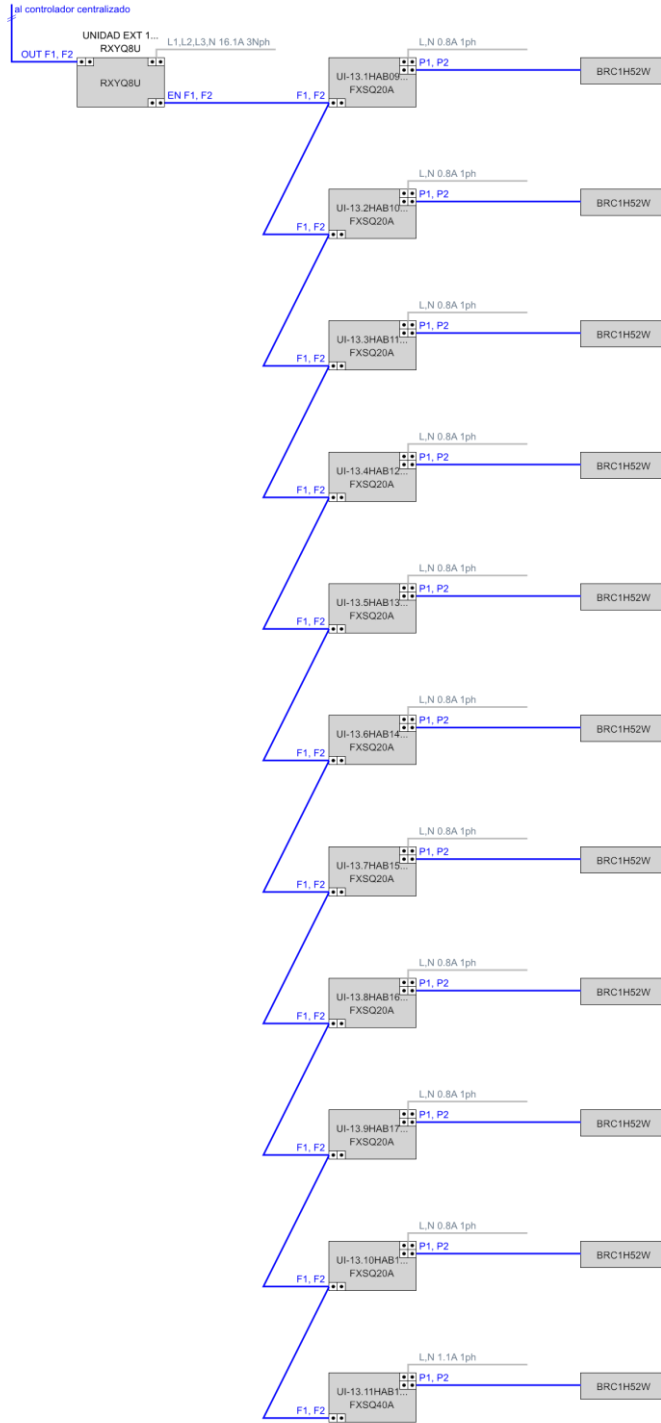 al controlador centralizado
UNIDAD EXT 1...
RXYQ8U
L1,L2,L3,N 16.1A 3Nph
OUT F1, F2
RXYQ8U
EN F1, F2
L,N 0.8A 1ph
P1, P2
UI-13.1HAB09...
FXSQ20A
BRC1H52W
F1, F2
L,N 0.8A 1ph
P1, P2
UI-13.2HAB10...
FXSQ20A
BRC1H52W
F1, F2
L,N 0.8A 1ph
P1, P2
UI-13.3HAB11...
FXSQ20A
BRC1H52W
F1, F2
L,N 0.8A 1ph
P1, P2
UI-13.4HAB12...
FXSQ20A
BRC1H52W
F1, F2
L,N 0.8A 1ph
P1, P2
UI-13.5HAB13...
FXSQ20A
BRC1H52W
F1, F2
L,N 0.8A 1ph
P1, P2
UI-13.6HAB14...
FXSQ20A
BRC1H52W
F1, F2
L,N 0.8A 1ph
P1, P2
UI-13.7HAB15...
FXSQ20A
BRC1H52W
F1, F2
L,N 0.8A 1ph
P1, P2
UI-13.8HAB16...
FXSQ20A
BRC1H52W
F1, F2
L,N 0.8A 1ph
P1, P2
UI-13.9HAB17...
FXSQ20A
BRC1H52W
F1, F2
L,N 0.8A 1ph
P1, P2
UI-13.10HAB1...
FXSQ20A
BRC1H52W
F1, F2
L,N 1.1A 1ph
P1, P2
UI-13.11HAB1...
FXSQ40A
BRC1H52W
F1, F2